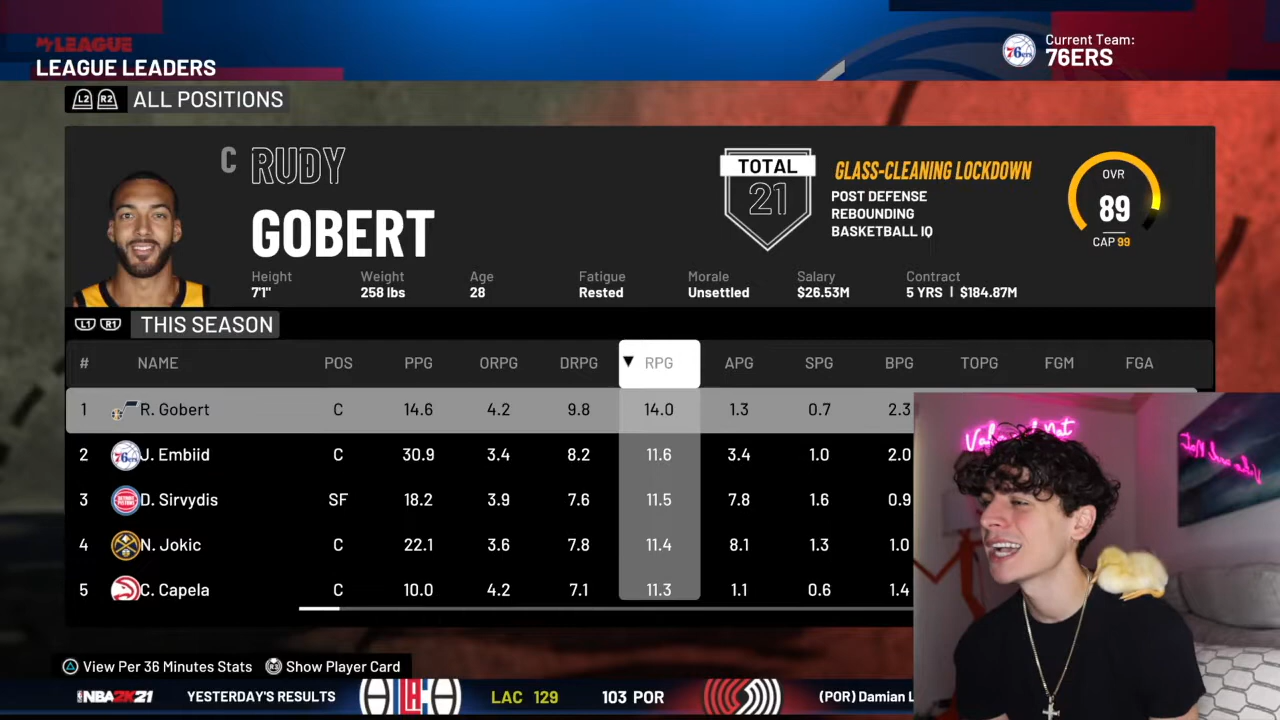 MyLEAGUE
LEAGUE LEADERS
76ers
Current Team:
76ERS
L2 R2 ALL POSITIONS
C RUDY
GOBERT
TOTAL
21
GLASS-CLEANING LOCKDOWN
POST DEFENSE
REBOUNDING
BASKETBALL IQ
OVR
89
CAP 99
Height Weight Age Fatigue Morale Salary Contract
7'1" 258 lbs 28 Rested Unsettled $26.53M 5 YRS | $184.87M
L1 R1 THIS SEASON
# NAME POS PPG ORPG DRPG RPG APG SPG BPG TOPG FGM FGA
1 R. Gobert C 14.6 4.2 9.8 14.0 1.3 0.7 2.3
2 76ers J. Embiid C 30.9 3.4 8.2 11.6 3.4 1.0 2.0
3 D. Sirvydis SF 18.2 3.9 7.6 11.5 7.8 1.6 0.9
4 N. Jokic C 22.1 3.6 7.8 11.4 8.1 1.3 1.0
5 C. Capela C 10.0 4.2 7.1 11.3 1.1 0.6 1.4
View Per 36 Minutes Stats R3 Show Player Card
NBA2K21 YESTERDAY'S RESULTS LAC 129 103 POR (POR) Damian L